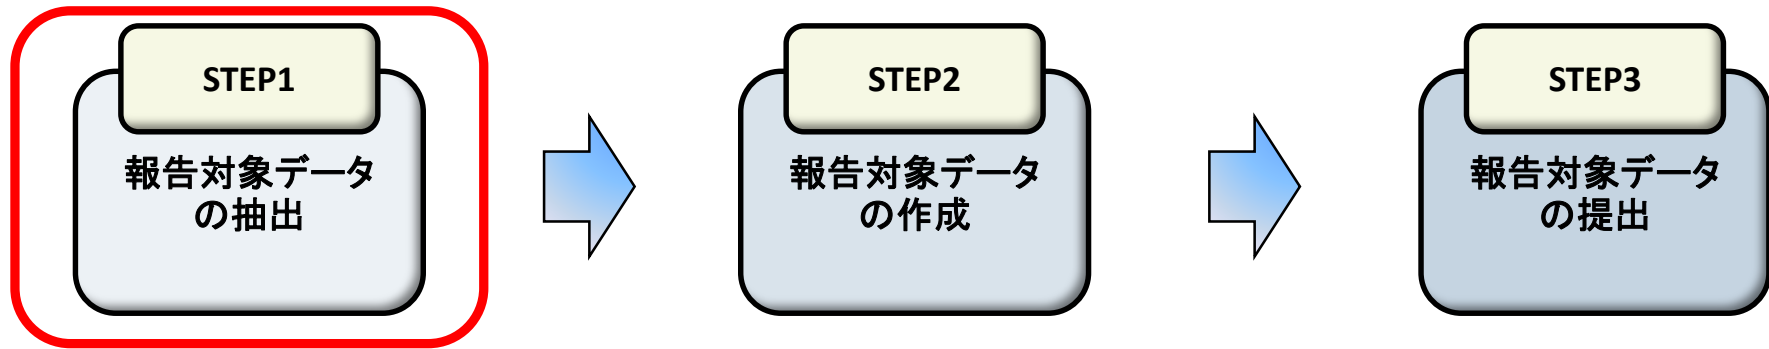 STEP1
報告対象データ
の抽出
STEP2
報告対象データ
の作成
STEP3
報告対象データ
の提出